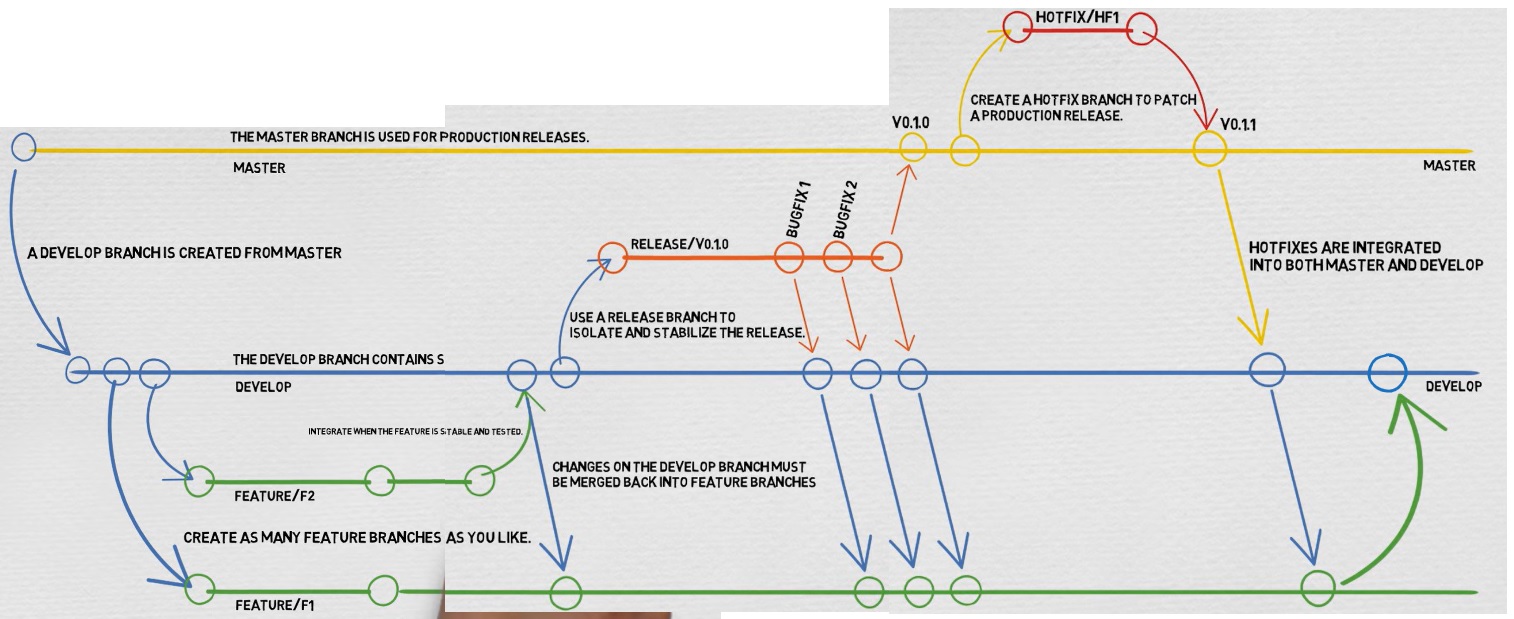 HOTFIX/HF1
CREATE A HOTFIX BRANCH TO PATCH
A PRODUCTION RELEASE.
V0.1.0
V0.1.1
THE MASTER BRANCH IS USED FOR PRODUCTION RELEASES.
MASTER
MASTER
BUGFIX 1
BUGFIX 2
RELEASE/V0.1.0
A DEVELOP BRANCH IS CREATED FROM MASTER
HOTFIXES ARE INTEGRATED
INTO BOTH MASTER AND DEVELOP
USE A RELEASE BRANCH TO
ISOLATE AND STABILIZE THE RELEASE.
THE DEVELOP BRANCH CONTAINS S
DEVELOP
DEVELOP
INTEGRATE WHEN THE FEATURE IS STABLE AND TESTED.
CHANGES ON THE DEVELOP BRANCH MUST
BE MERGED BACK INTO FEATURE BRANCHES
FEATURE/F2
CREATE AS MANY FEATURE BRANCHES AS YOU LIKE.
FEATURE/F1